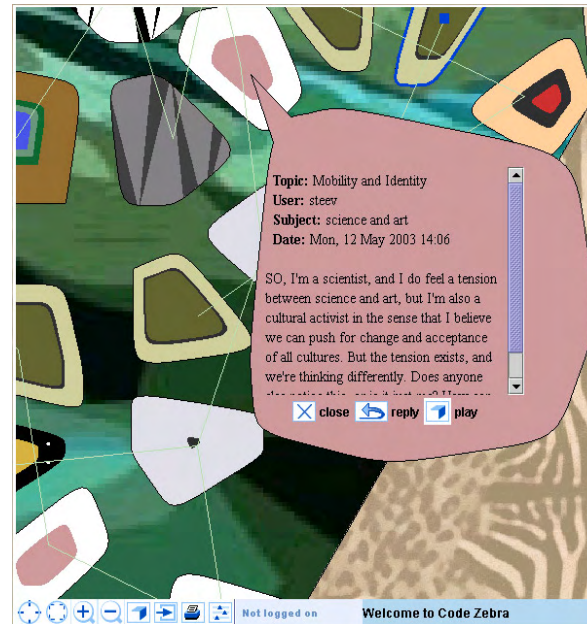 Topic: Mobility and Identity
User: steev
Subject: science and art
Date: Mon, 12 May 2003 14:06
SO, I'm a scientist, and I do feel a tension
between science and art, but I'm also a
cultural activist in the sense that I believe
we can push for change and acceptance
of all cultures. But the tension exists, and
we're thinking differently. Does anyone
close reply play
Not logged on Welcome to Code Zebra